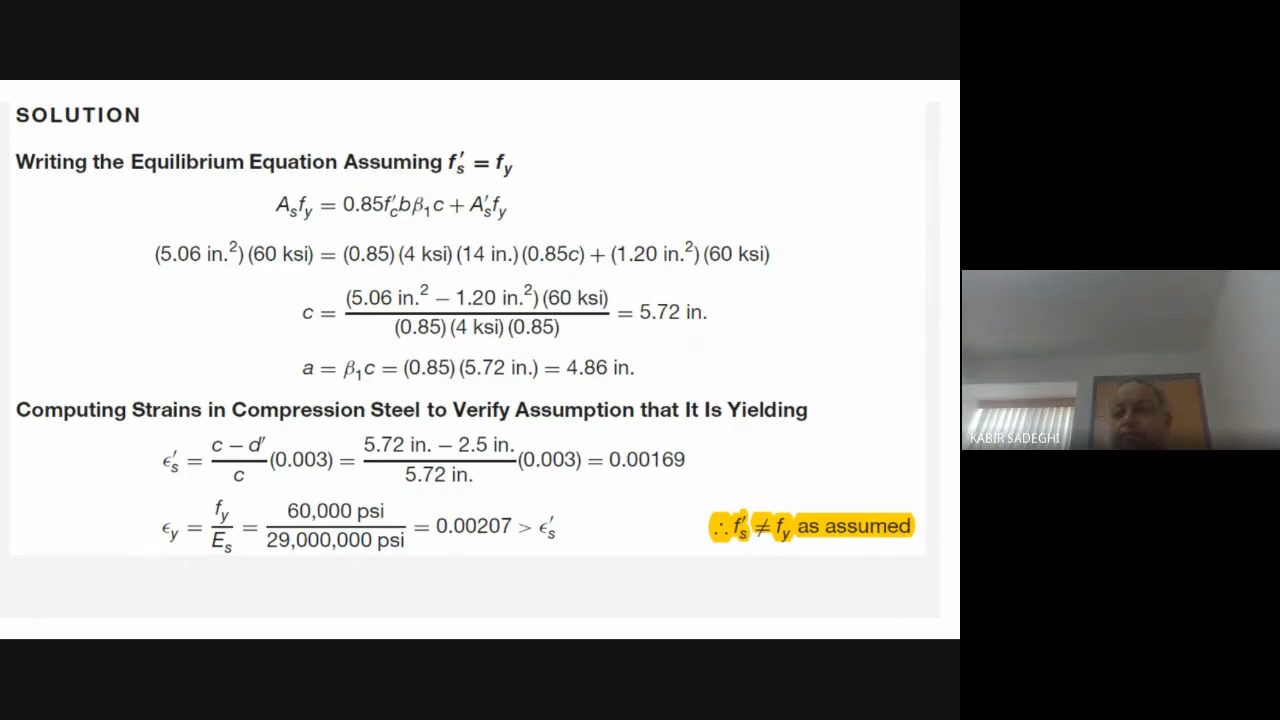 SOLUTION
Writing the Equilibrium Equation Assuming f′s = fy
Asfy = 0.85f′cbβ1c + A′sfy
(5.06 in.²)(60 ksi) = (0.85)(4 ksi)(14 in.)(0.85c) + (1.20 in.²)(60 ksi)
c = (5.06 in.² − 1.20 in.²)(60 ksi) / (0.85)(4 ksi)(0.85) = 5.72 in.
a = β1c = (0.85)(5.72 in.) = 4.86 in.
Computing Strains in Compression Steel to Verify Assumption that It Is Yielding
ϵ′s = c − d′ / c (0.003) = 5.72 in. − 2.5 in. / 5.72 in. (0.003) = 0.00169
ϵy = fy / Es = 60,000 psi / 29,000,000 psi = 0.00207 > ϵ′s ∴ f′s ≠ fy as assumed
KABIR SADEGHI